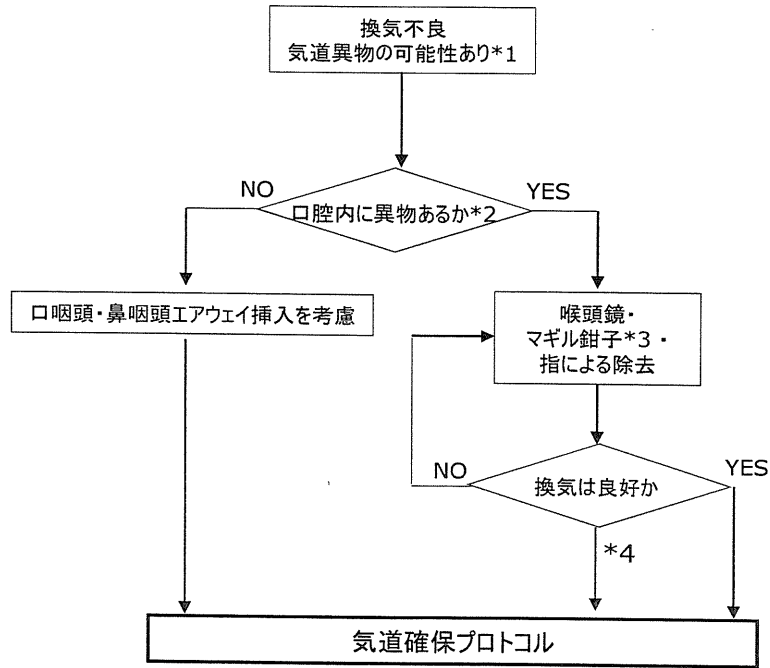 換気不良
気道異物の可能性あり*1
NO
YES
口腔内に異物あるか*2
口咽頭・鼻咽頭エアウェイ挿入を考慮
喉頭鏡・
マギル鉗子*3・
指による除去
NO
YES
換気は良好か
*4
気道確保プロトコル